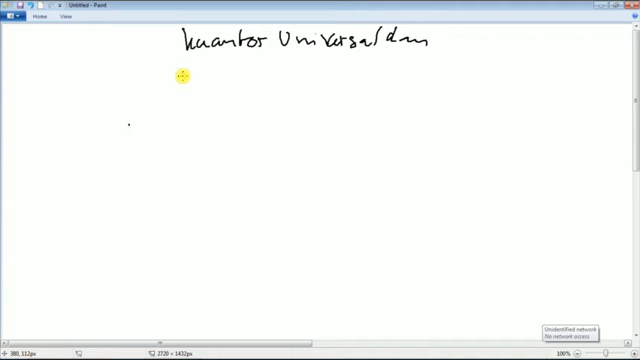 Untitled - Paint
Home View
kuantor Universal dan
Unidentified network
No network access
380, 112px
2720 × 1432px
100%